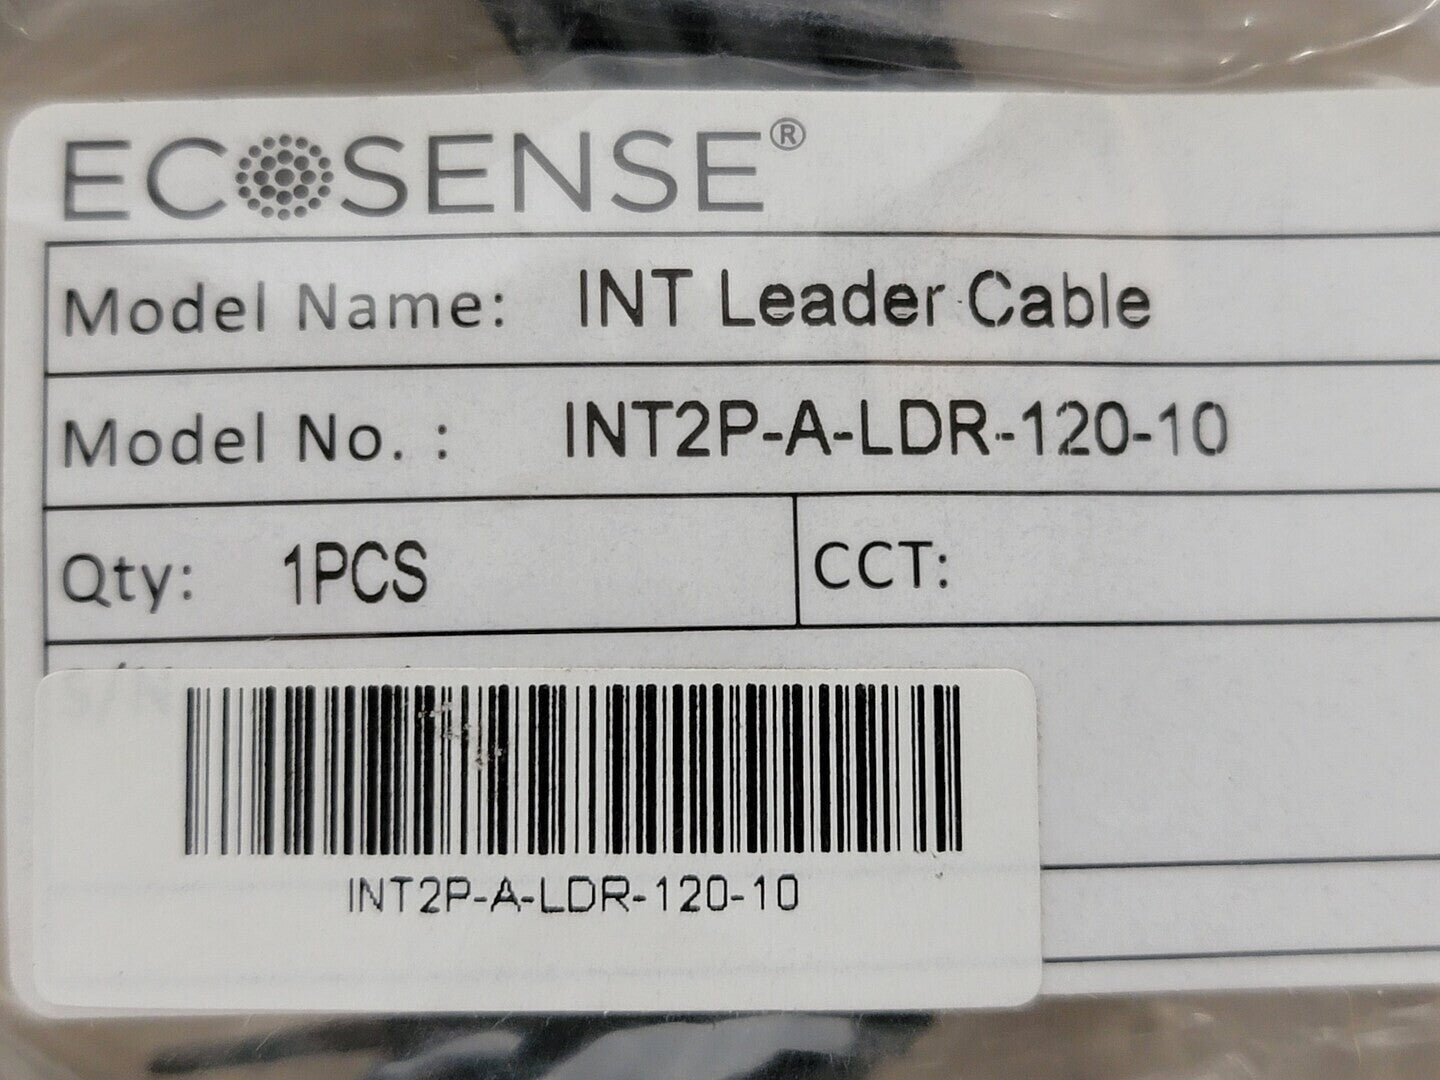 ECOSENSE®
Model Name: INT Leader Cable
Model No. : INT2P-A-LDR-120-10
Qty: 1PCS CCT:
S/N
INT2P-A-LDR-120-10